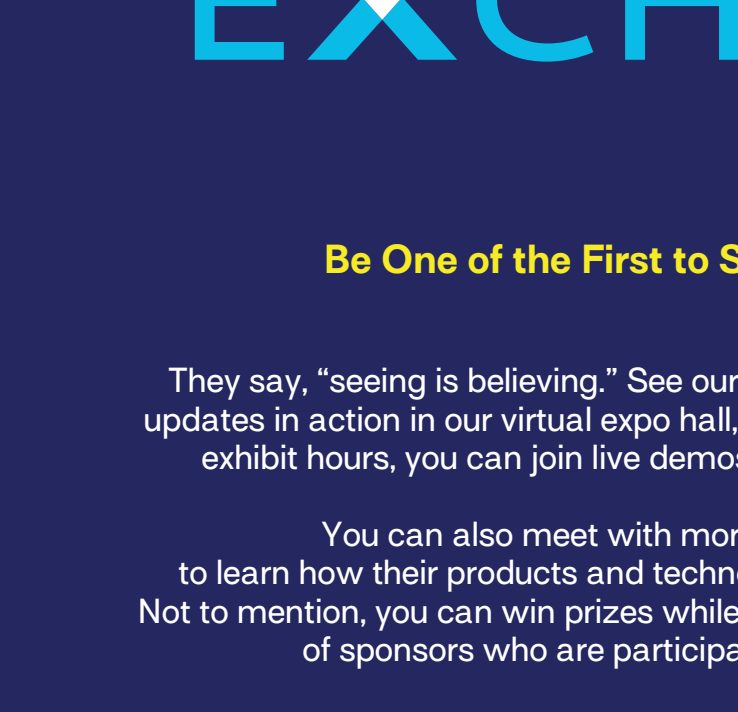 EXCH
Be One of the First to S
They say, “seeing is believing.” See our
updates in action in our virtual expo hall,
exhibit hours, you can join live demos
You can also meet with mor
to learn how their products and techno
Not to mention, you can win prizes while
of sponsors who are participa